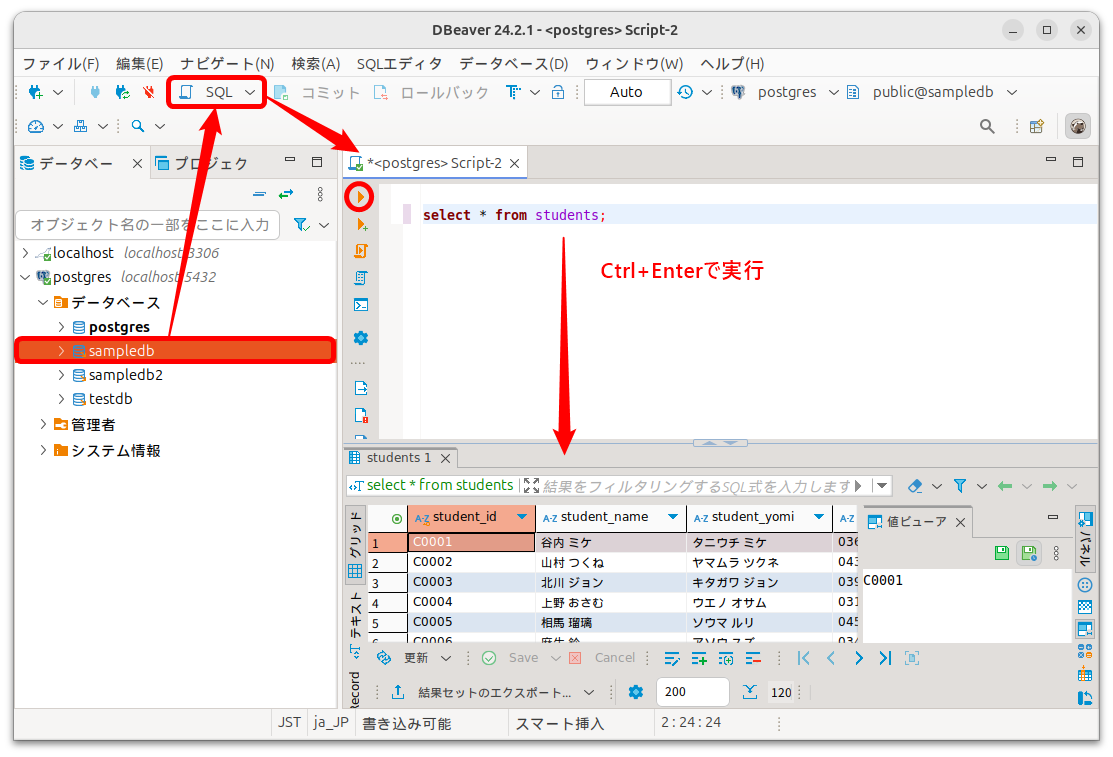 DBeaver 24.2.1 - <postgres> Script-2
ファイル(F) 編集(E) ナビゲート(N) 検索(A) SQLエディタ データベース(D) ウィンドウ(W) ヘルプ(H)
SQL コミット ロールバック Auto postgres public@sampledb
データベー プロジェク *<postgres> Script-2
オブジェクト名の一部をここに入力
select * from students;
localhost localhost:3306
postgres localhost:5432
Ctrl+Enterで実行
データベース
postgres
sampledb
sampledb2
testdb
管理者
システム情報
students 1
select * from students 結果をフィルタリングするSQL式を入力します
グリッド
テキスト
Record
student_id student_name student_yomi
1 C0001 谷内 ミケ タニウチ ミケ 036
2 C0002 山村 つくね ヤマムラ ツクネ 043
3 C0003 北川 ジョン キタガワ ジョン 039
4 C0004 上野 おさむ ウエノ オサム 031
5 C0005 相馬 瑠璃 ソウマ ルリ 045
6 C0006 麻生 鈴 アソウ スズ 034
値ビューア
C0001
パネル
更新 Save Cancel
結果セットのエクスポート... 200 120
JST ja_JP 書き込み可能 スマート挿入 2:24:24